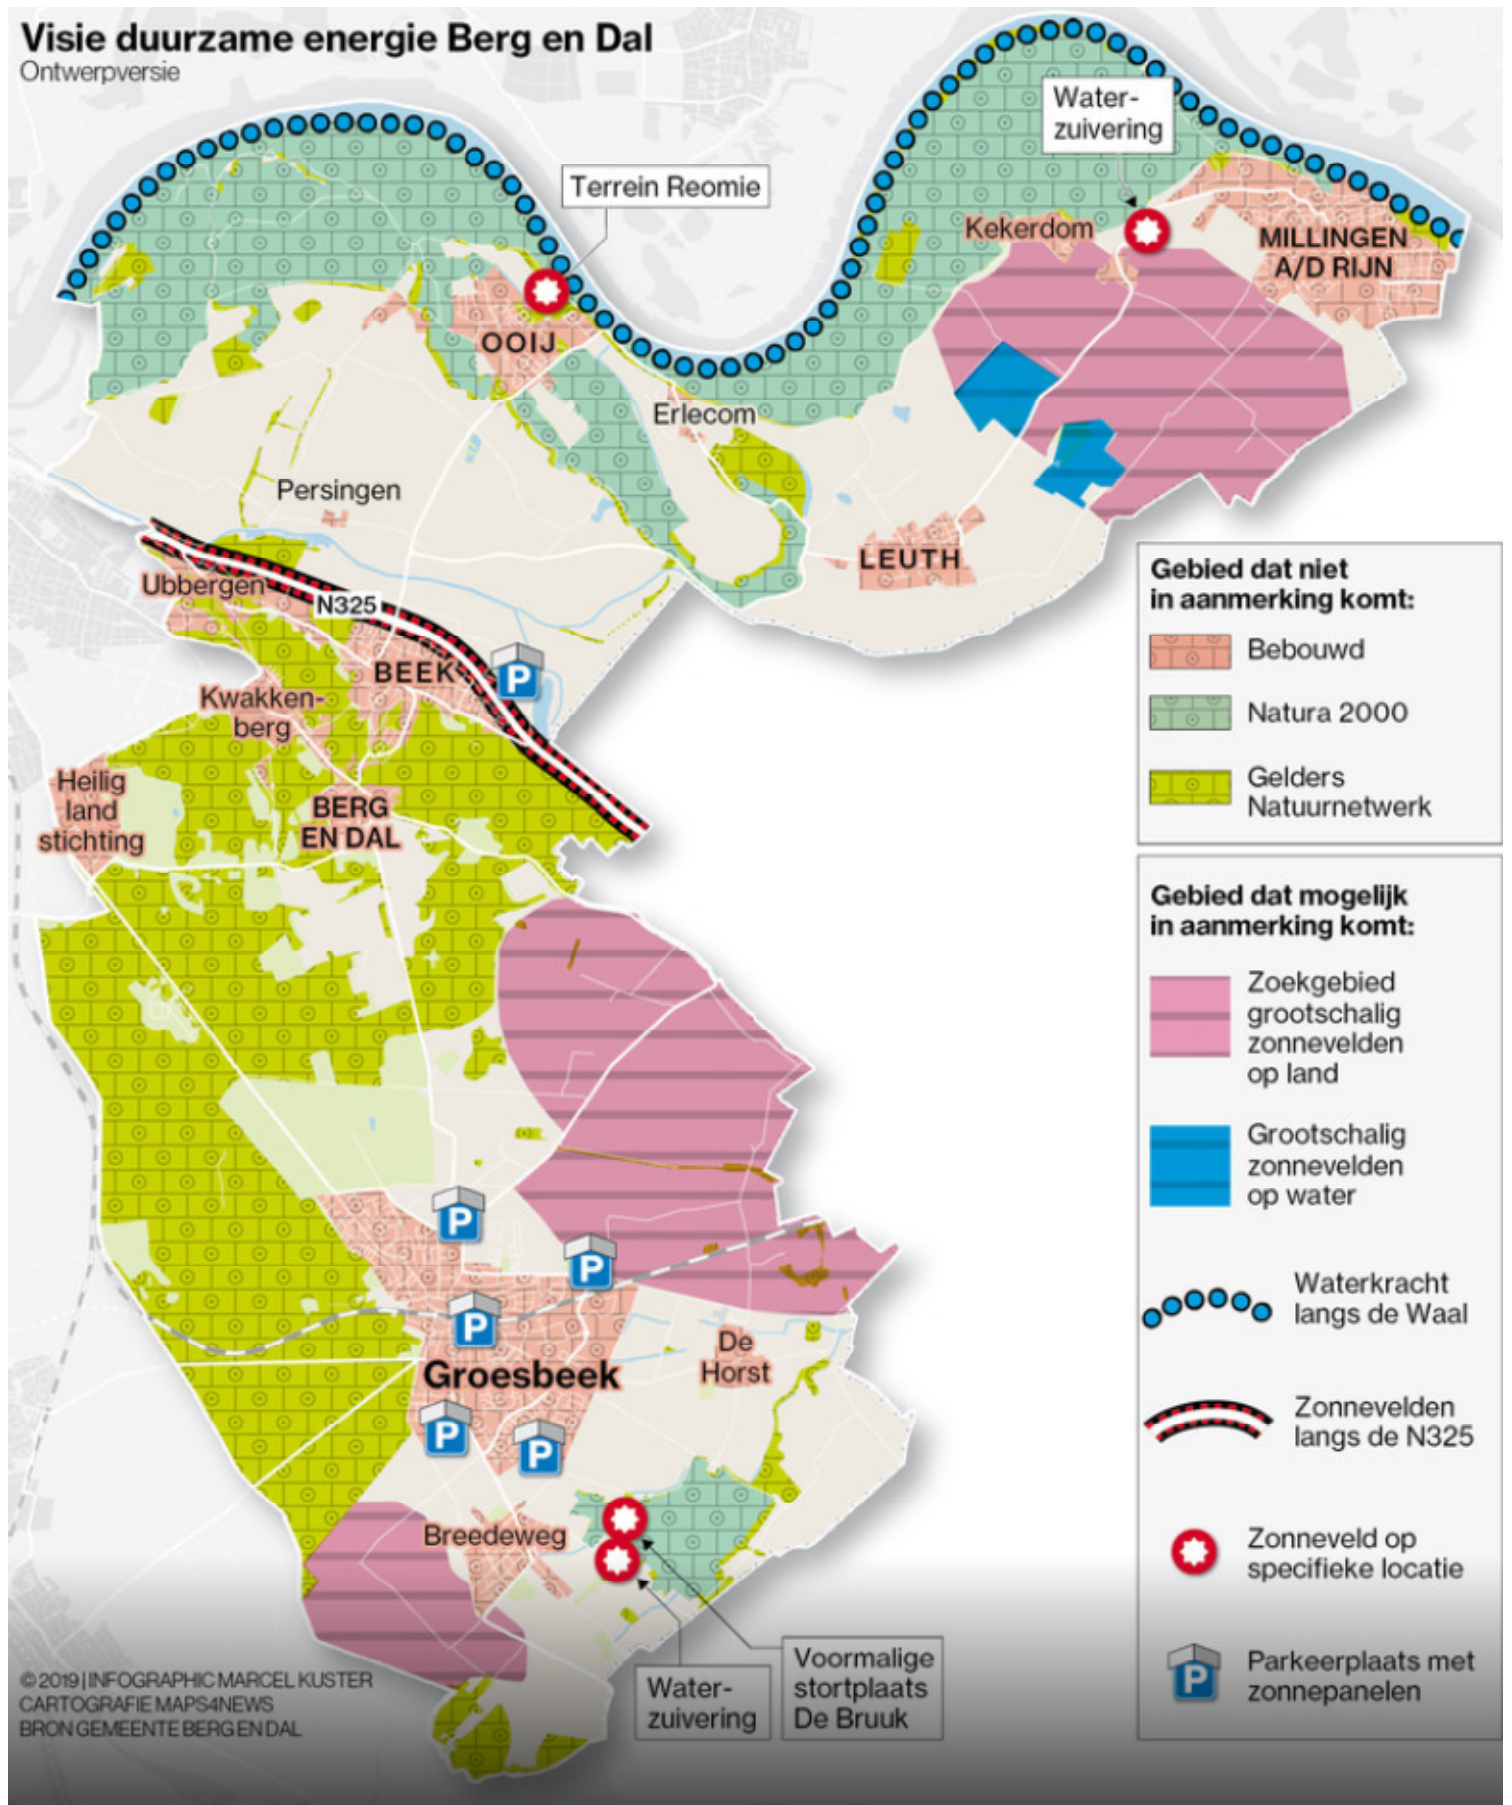 Visie duurzame energie Berg en Dal
Ontwerpversie
Water-
zuivering
Terrein Reomie
Kekerdom
MILLINGEN
A/D RIJN
OOIJ
Erlecom
Persingen
LEUTH
Ubbergen
N325
BEEK
P
Kwakken-
berg
Heilig
land
stichting
BERG
EN DAL
P
P
P
De
Horst
Groesbeek
P
P
Breedeweg
Water-
zuivering
Voormalige
stortplaats
De Bruuk
Gebied dat niet
in aanmerking komt:
Bebouwd
Natura 2000
Gelders
Natuurnetwerk
Gebied dat mogelijk
in aanmerking komt:
Zoekgebied
grootschalig
zonnevelden
op land
Grootschalig
zonnevelden
op water
Waterkracht
langs de Waal
Zonnevelden
langs de N325
Zonneveld op
specifieke locatie
P
Parkeerplaats met
zonnepanelen
© 2019 | INFOGRAPHIC MARCEL KUSTER
CARTOGRAFIE MAPS4NEWS
BRON GEMEENTE BERG EN DAL